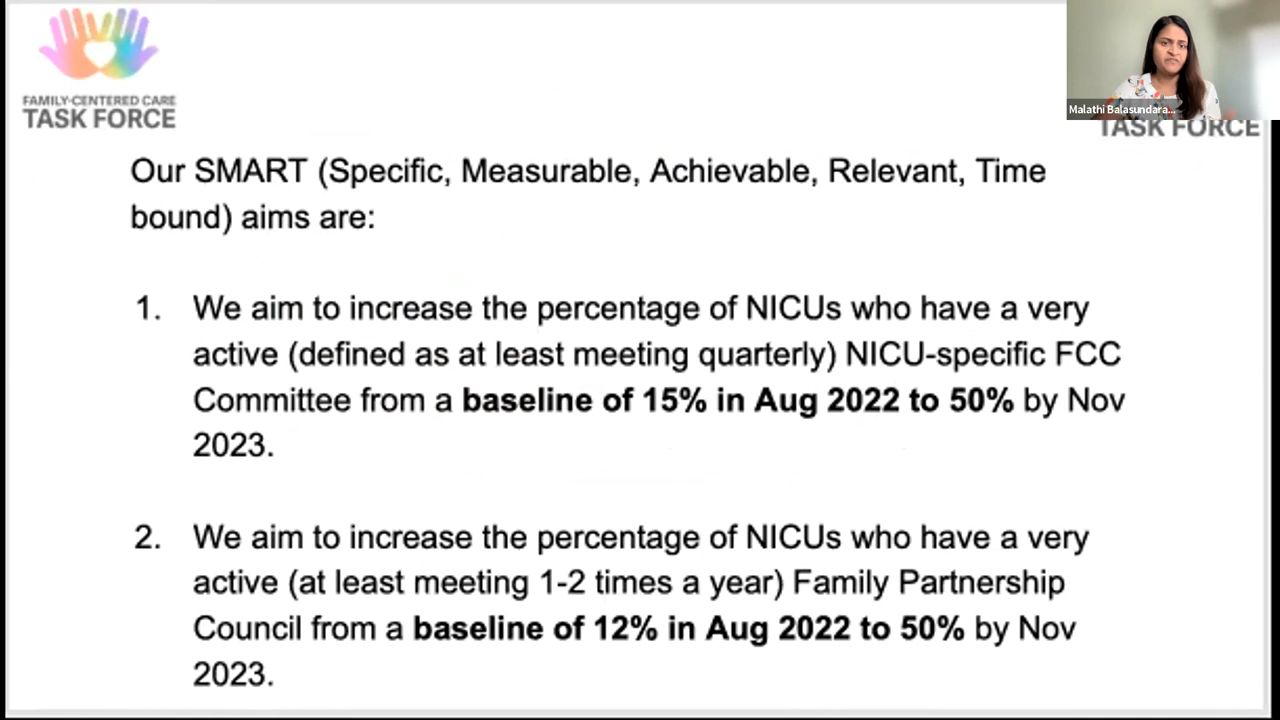 FAMILY-CENTERED CARE
TASK FORCE
Malathi Balasundara...
TASK FORCE
Our SMART (Specific, Measurable, Achievable, Relevant, Time
bound) aims are:
1. We aim to increase the percentage of NICUs who have a very
active (defined as at least meeting quarterly) NICU-specific FCC
Committee from a baseline of 15% in Aug 2022 to 50% by Nov
2023.
2. We aim to increase the percentage of NICUs who have a very
active (at least meeting 1-2 times a year) Family Partnership
Council from a baseline of 12% in Aug 2022 to 50% by Nov
2023.